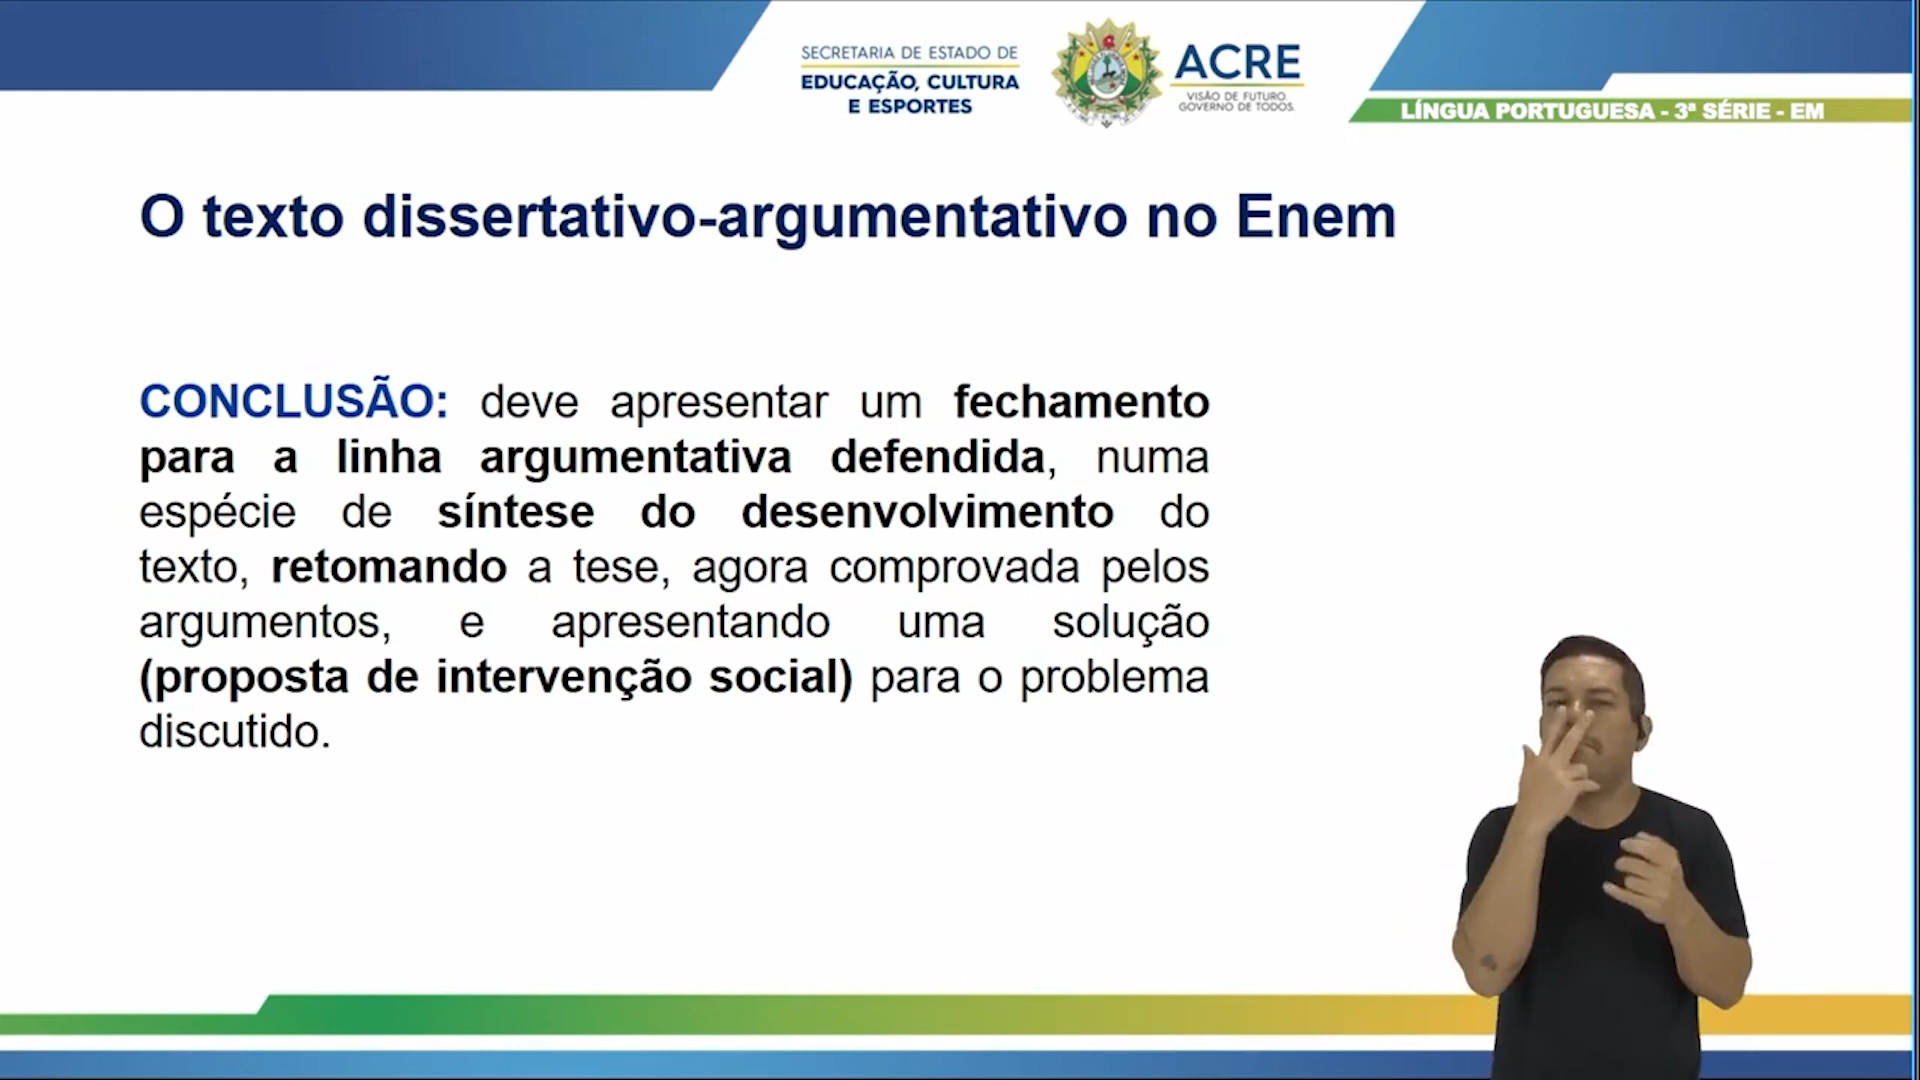 SECRETARIA DE ESTADO DE
EDUCAÇÃO, CULTURA
E ESPORTES
ACRE
VISÃO DE FUTURO
GOVERNO DE TODOS.
LÍNGUA PORTUGUESA - 3ª SÉRIE - EM
O texto dissertativo-argumentativo no Enem
CONCLUSÃO: deve apresentar um fechamento
para a linha argumentativa defendida, numa
espécie de síntese do desenvolvimento do
texto, retomando a tese, agora comprovada pelos
argumentos, e apresentando uma solução
(proposta de intervenção social) para o problema
discutido.